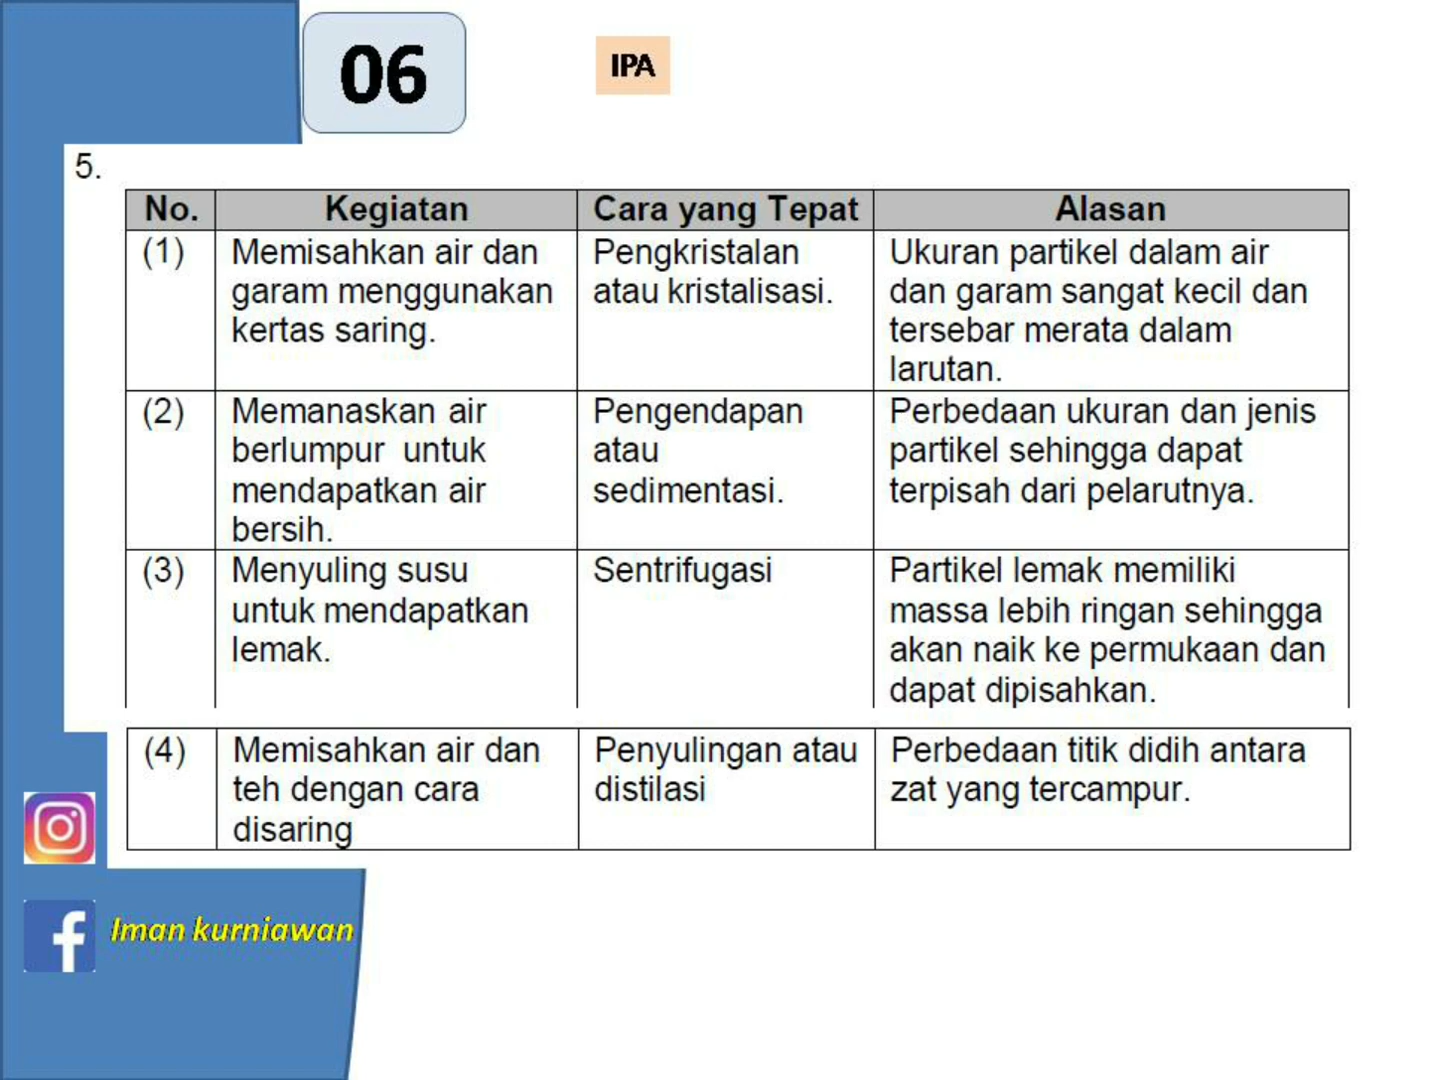 06
IPA
5.
No. Kegiatan Cara yang Tepat Alasan
(1) Memisahkan air dan Pengkristalan Ukuran partikel dalam air
garam menggunakan atau kristalisasi. dan garam sangat kecil dan
kertas saring. tersebar merata dalam
larutan.
(2) Memanaskan air Pengendapan Perbedaan ukuran dan jenis
berlumpur untuk atau partikel sehingga dapat
mendapatkan air sedimentasi. terpisah dari pelarutnya.
bersih.
(3) Menyuling susu Sentrifugasi Partikel lemak memiliki
untuk mendapatkan massa lebih ringan sehingga
lemak. akan naik ke permukaan dan
dapat dipisahkan.
(4) Memisahkan air dan Penyulingan atau Perbedaan titik didih antara
teh dengan cara distilasi zat yang tercampur.
disaring
f
Iman kurniawan